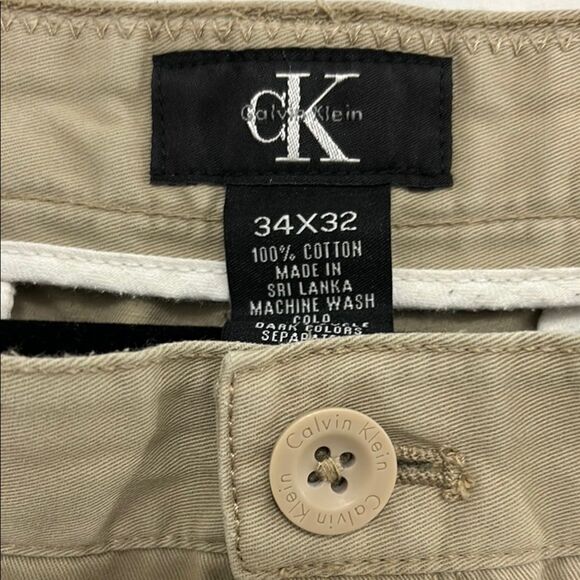 cK
Calvin Klein
34X32
100% COTTON
MADE IN
SRI LANKA
MACHINE WASH
COLD
DARK COLORS
Calvin Klein Calvin Klein